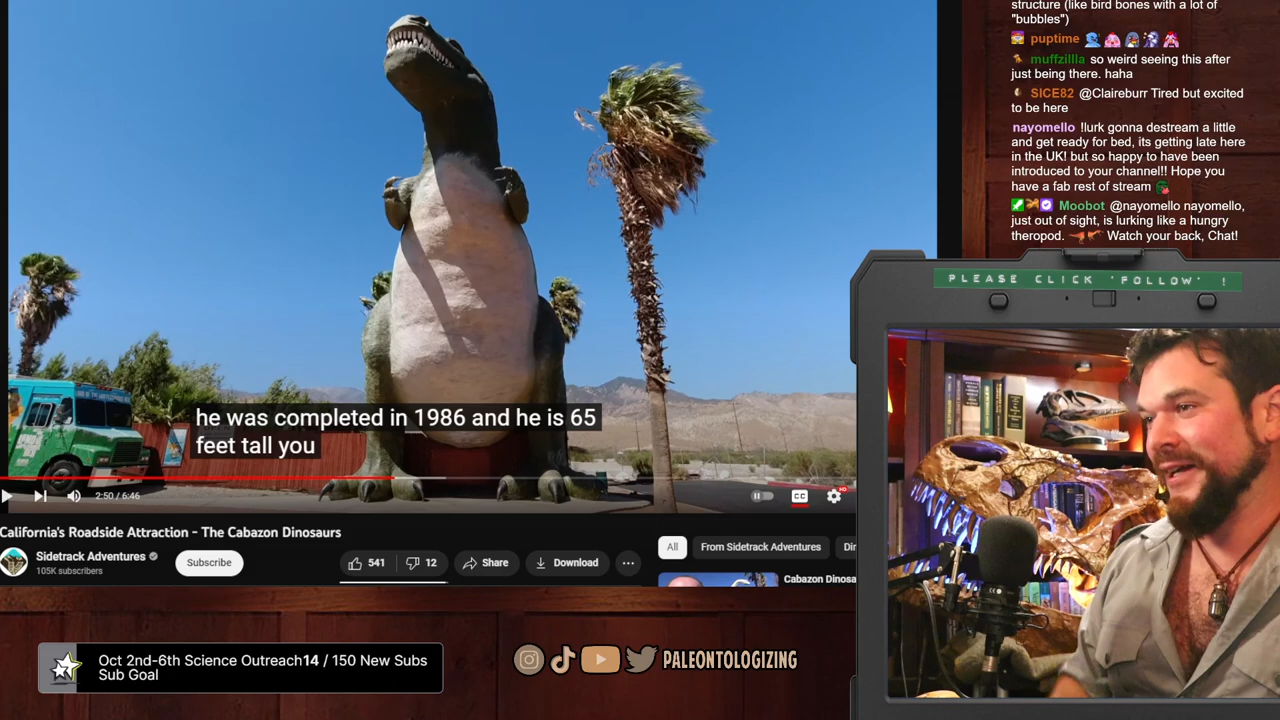 structure (like bird bones with a lot of
"bubbles")
puptime
muffzillla so weird seeing this after
just being there. haha
SICE82 @Claireburr Tired but excited
to be here
nayomello !lurk gonna destream a little
and get ready for bed, its getting late here
in the UK! but so happy to have been
introduced to your channel!! Hope you
have a fab rest of stream
Moobot @nayomello nayomello,
just out of sight, is lurking like a hungry
theropod. Watch your back, Chat!
PLEASE CLICK "FOLLOW" !
he was completed in 1986 and he is 65
feet tall you
2:50 / 6:46
CC
HD
California's Roadside Attraction - The Cabazon Dinosaurs
Sidetrack Adventures
105K subscribers
Subscribe
541
12
Share
Download
All
From Sidetrack Adventures
Cabazon Dinosa
Oct 2nd-6th Science Outreach14 / 150 New Subs
Sub Goal
PALEONTOLOGIZING